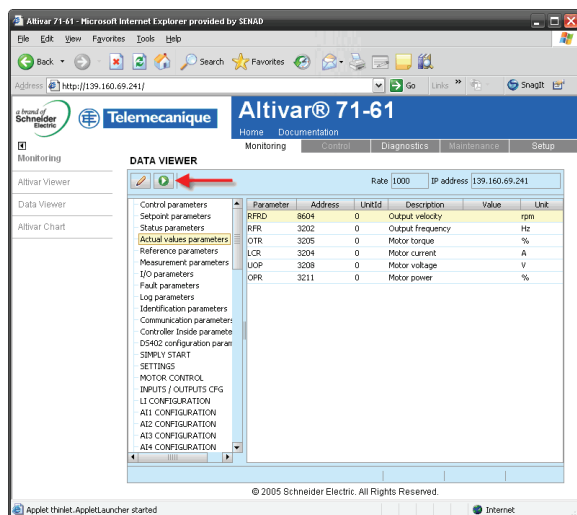 Altivar 71-61 - Microsoft Internet Explorer provided by SENAD
File Edit View Favorites Tools Help
Back Search Favorites
Address http://139.160.69.241/ Go Links SnagIt
a brand of
Schneider
Electric
Telemecanique
Altivar® 71-61
Home Documentation
Monitoring Control Diagnostics Maintenance Setup
Monitoring
DATA VIEWER
Altivar Viewer
Data Viewer
Altivar Chart
Rate 1000 IP address 139.160.69.241
Control parameters
Setpoint parameters
Status parameters
Actual values parameters
Reference parameters
Measurement parameters
I/O parameters
Fault parameters
Log parameters
Identification parameters
Communication parameters
Controller Inside paramete
DS402 configuration param
SIMPLY START
SETTINGS
MOTOR CONTROL
INPUTS / OUTPUTS CFG
LI CONFIGURATION
AI1 CONFIGURATION
AI2 CONFIGURATION
AI3 CONFIGURATION
AI4 CONFIGURATION
Parameter Address UnitId Description Value Unit
RFRD 8604 0 Output velocity rpm
RFR 3202 0 Output frequency Hz
OTR 3205 0 Motor torque %
LCR 3204 0 Motor current A
UOP 3208 0 Motor voltage V
OPR 3211 0 Motor power %
© 2005 Schneider Electric. All Rights Reserved.
Applet thinlet.AppletLauncher started Internet